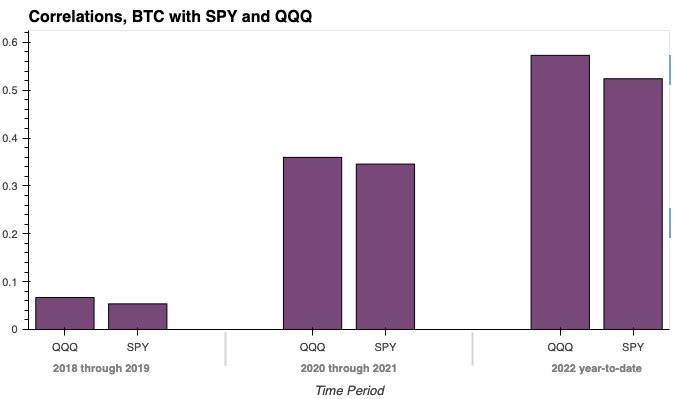 Correlations, BTC with SPY and QQQ
0.6
0.5
0.4
0.3
0.2
0.1
0
QQQ SPY QQQ SPY QQQ SPY
2018 through 2019 2020 through 2021 2022 year-to-date
Time Period